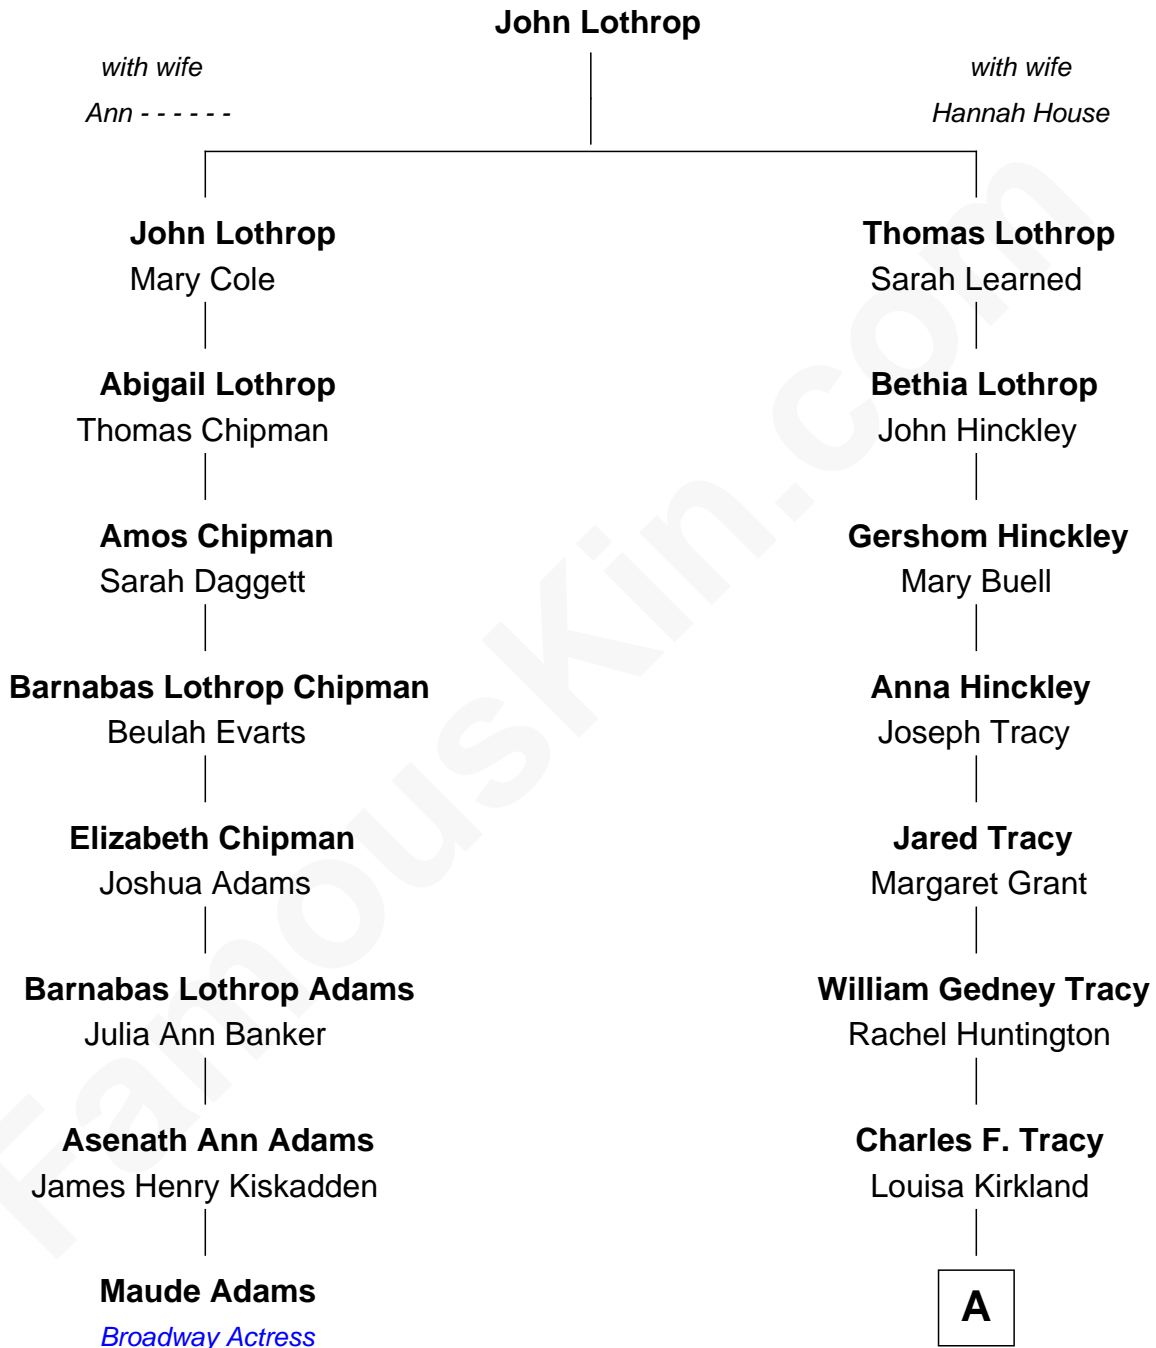 John Lothrop
with wife
Ann - - - - - -
with wife
Hannah House
John Lothrop
Mary Cole
Thomas Lothrop
Sarah Learned
Abigail Lothrop
Thomas Chipman
Bethia Lothrop
John Hinckley
Amos Chipman
Sarah Daggett
Gershom Hinckley
Mary Buell
Barnabas Lothrop Chipman
Beulah Evarts
Anna Hinckley
Joseph Tracy
Elizabeth Chipman
Joshua Adams
Jared Tracy
Margaret Grant
Barnabas Lothrop Adams
Julia Ann Banker
William Gedney Tracy
Rachel Huntington
Asenath Ann Adams
James Henry Kiskadden
Charles F. Tracy
Louisa Kirkland
Maude Adams
Broadway Actress
A
FamousKin.com